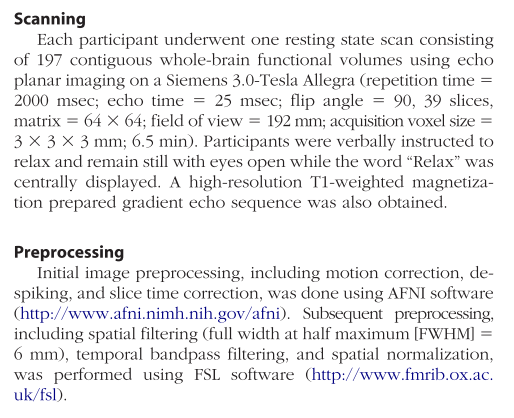 Scanning
Each participant underwent one resting state scan consisting
of 197 contiguous whole-brain functional volumes using echo
planar imaging on a Siemens 3.0-Tesla Allegra (repetition time =
2000 msec; echo time = 25 msec; flip angle = 90, 39 slices,
matrix = 64 × 64; field of view = 192 mm; acquisition voxel size =
3 × 3 × 3 mm; 6.5 min). Participants were verbally instructed to
relax and remain still with eyes open while the word “Relax” was
centrally displayed. A high-resolution T1-weighted magnetiza-
tion prepared gradient echo sequence was also obtained.
Preprocessing
Initial image preprocessing, including motion correction, de-
spiking, and slice time correction, was done using AFNI software
(http://www.afni.nimh.nih.gov/afni). Subsequent preprocessing,
including spatial filtering (full width at half maximum [FWHM] =
6 mm), temporal bandpass filtering, and spatial normalization,
was performed using FSL software (http://www.fmrib.ox.ac.
uk/fsl).